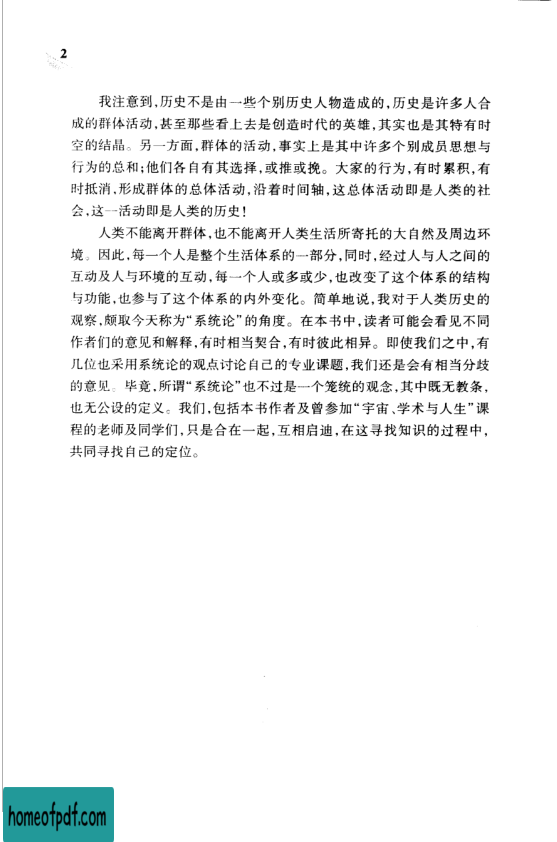 2
我注意到,历史不是由一些个别历史人物造成的,历史是许多人合
成的群体活动,甚至那些看上去是创造时代的英雄,其实也是其特有时
空的结晶。另一方面,群体的活动,事实上是其中许多个别成员思想与
行为的总和;他们各自有其选择,或推或挽。大家的行为,有时累积,有
时抵消,形成群体的总体活动,沿着时间轴,这总体活动即是人类的社
会,这一活动即是人类的历史!
人类不能离开群体,也不能离开人类生活所寄托的大自然及周边环
境。因此,每一个人是整个生活体系的一部分,同时,经过人与人之间的
互动及人与环境的互动,每一个人或多或少,也改变了这个体系的结构
与功能,也参与了这个体系的内外变化。简单地说,我对于人类历史的
观察,颇取今天称为“系统论”的角度。在本书中,读者可能会看见不同
作者们的意见和解释,有时相当契合,有时彼此相异。即使我们之中,有
几位也采用系统论的观点讨论自己的专业课题,我们还是会有相当分歧
的意见。毕竟,所谓“系统论”也不过是一个笼统的观念,其中既无教条,
也无公设的定义。我们,包括本书作者及曾参加“宇宙、学术与人生”课
程的老师及同学们,只是合在一起,互相启迪,在这寻找知识的过程中,
共同寻找自己的定位。
homeofpdf.com